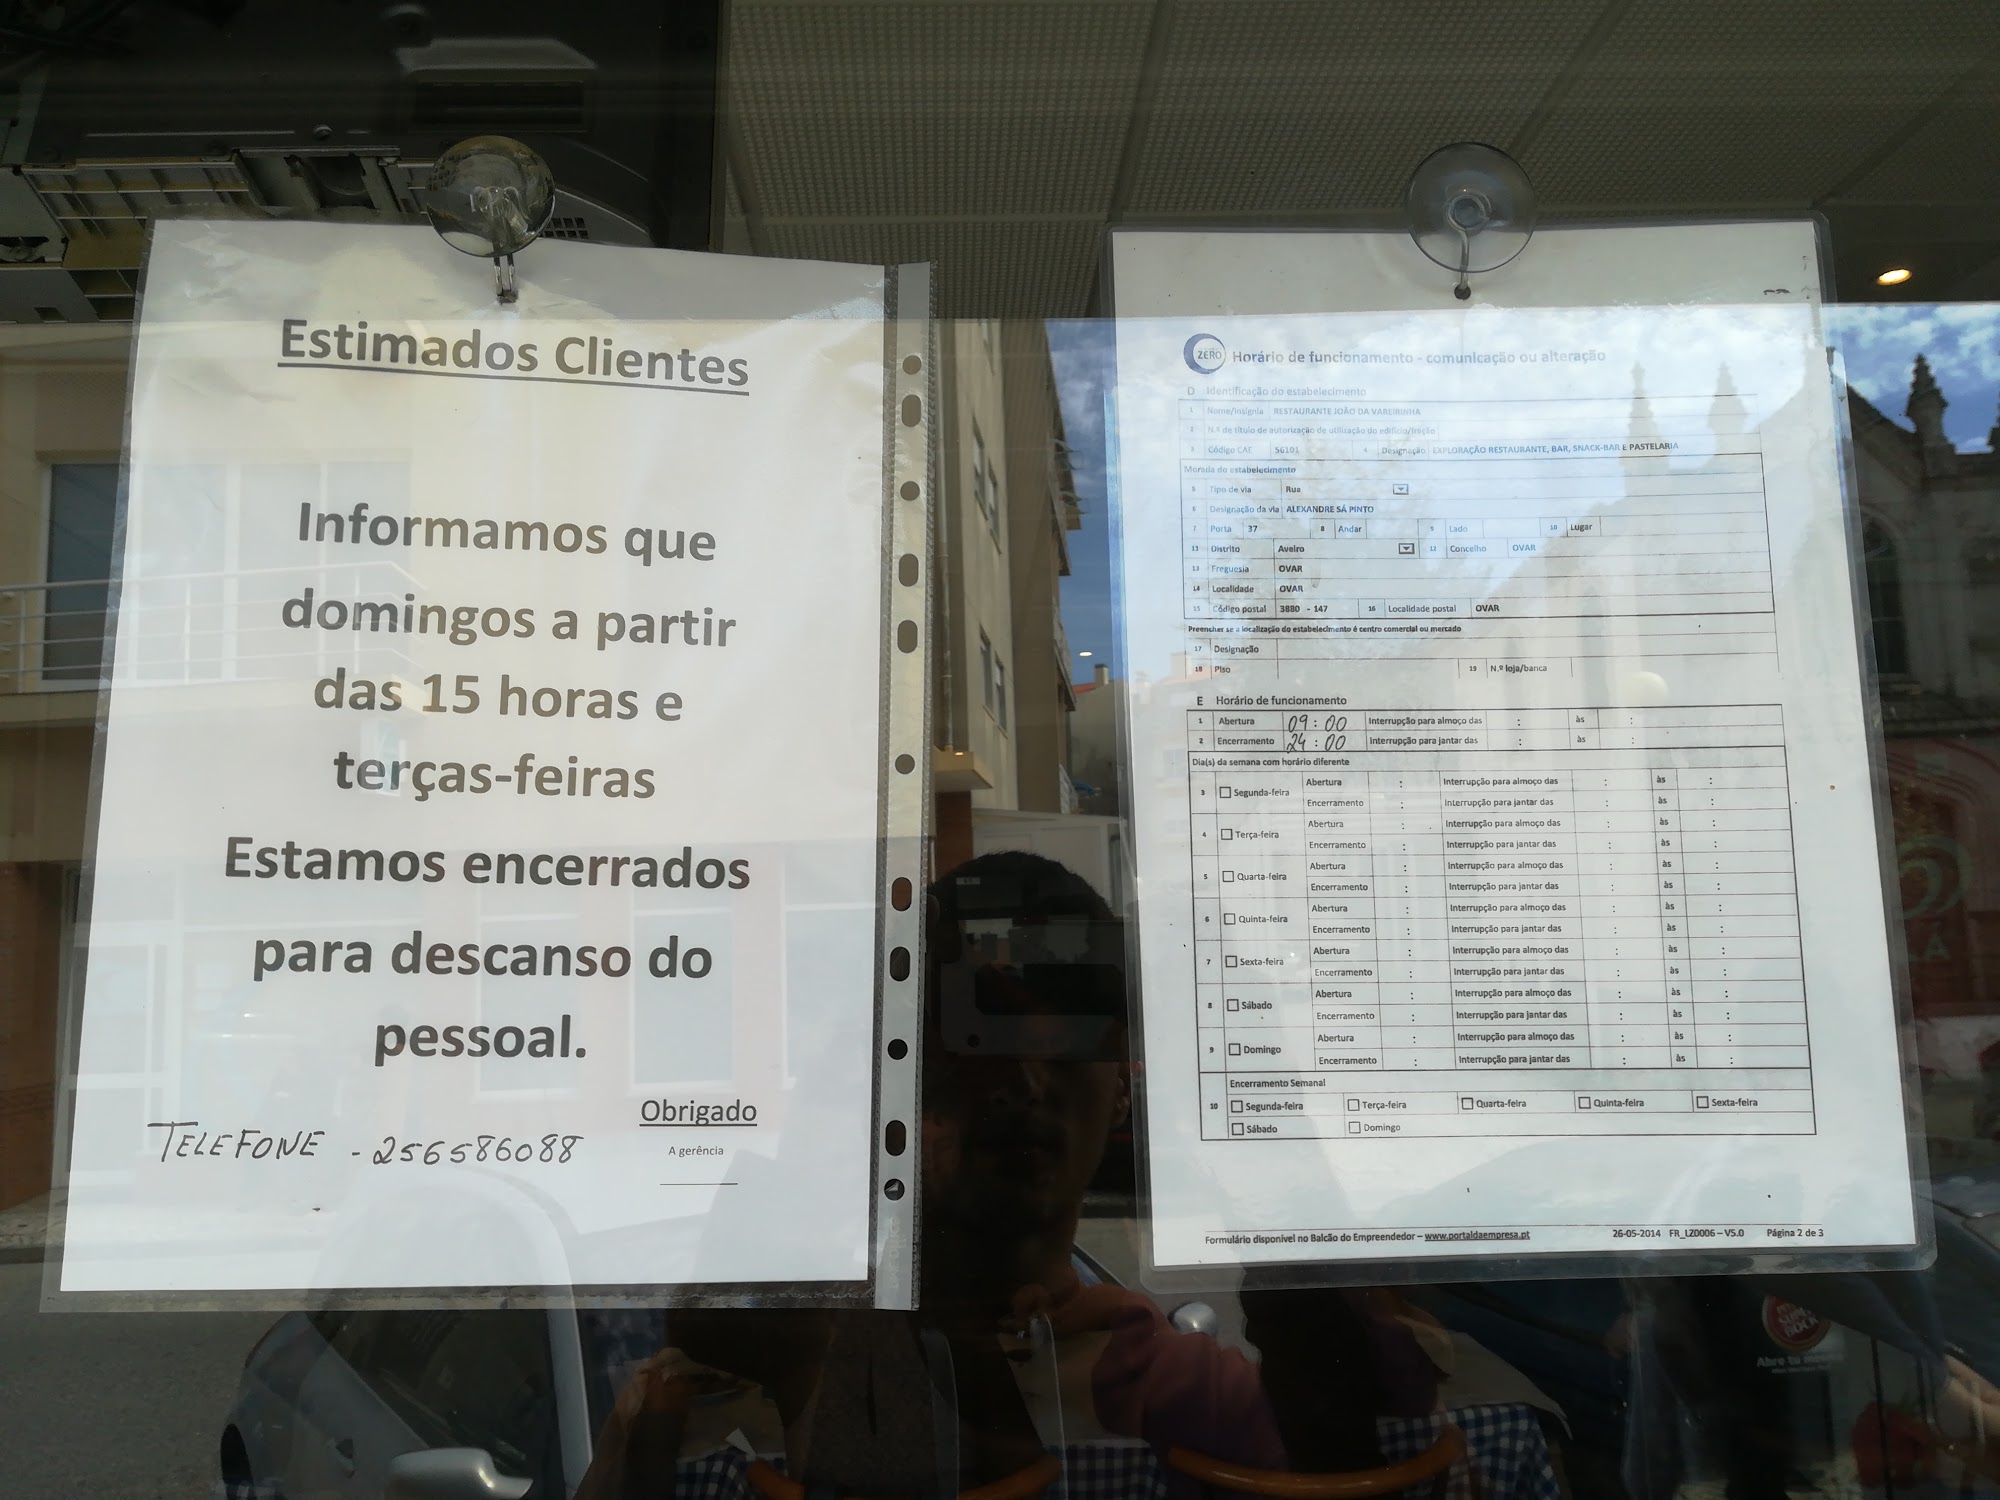 Estimados Clientes
Informamos que
domingos a partir
das 15 horas e
terças-feiras
Estamos encerrados
para descanso do
pessoal.
Obrigado
A gerência
TELEFONE - 256586088
ZERO Horário de funcionamento - comunicação ou alteração
D Identificação do estabelecimento
1 Nome/Insígnia RESTAURANTE JOÃO DA VAREIRINHA
2 N.º de título de autorização de utilização do edifício/fração
3 Código CAE 56101 4 Designação EXPLORAÇÃO RESTAURANTE, BAR, SNACK-BAR E PASTELARIA
Morada do estabelecimento
5 Tipo de via Rua
6 Designação da via ALEXANDRE SÁ PINTO
7 Porta 37 8 Andar 9 Lado 10 Lugar
11 Distrito Aveiro 12 Concelho OVAR
13 Freguesia OVAR
14 Localidade OVAR
15 Código postal 3880 - 147 16 Localidade postal OVAR
Preencher se a localização do estabelecimento é centro comercial ou mercado
17 Designação
18 Piso 19 N.º loja/banca
E Horário de funcionamento
1 Abertura 09:00 Interrupção para almoço das : às :
2 Encerramento 24:00 Interrupção para jantar das : às :
Dia(s) da semana com horário diferente
3 Segunda-feira Abertura : Interrupção para almoço das : às :
Encerramento : Interrupção para jantar das : às :
4 Terça-feira Abertura : Interrupção para almoço das : às :
Encerramento : Interrupção para jantar das : às :
5 Quarta-feira Abertura : Interrupção para almoço das : às :
Encerramento : Interrupção para jantar das : às :
6 Quinta-feira Abertura : Interrupção para almoço das : às :
Encerramento : Interrupção para jantar das : às :
7 Sexta-feira Abertura : Interrupção para almoço das : às :
Encerramento : Interrupção para jantar das : às :
8 Sábado Abertura : Interrupção para almoço das : às :
Encerramento : Interrupção para jantar das : às :
9 Domingo Abertura : Interrupção para almoço das : às :
Encerramento : Interrupção para jantar das : às :
Encerramento Semanal
10 Segunda-feira Terça-feira Quarta-feira Quinta-feira Sexta-feira
Sábado Domingo
Formulário disponível no Balcão do Empreendedor – www.portaldaempresa.pt 26-05-2014 FR_LZ0006 – V5.0 Página 2 de 3